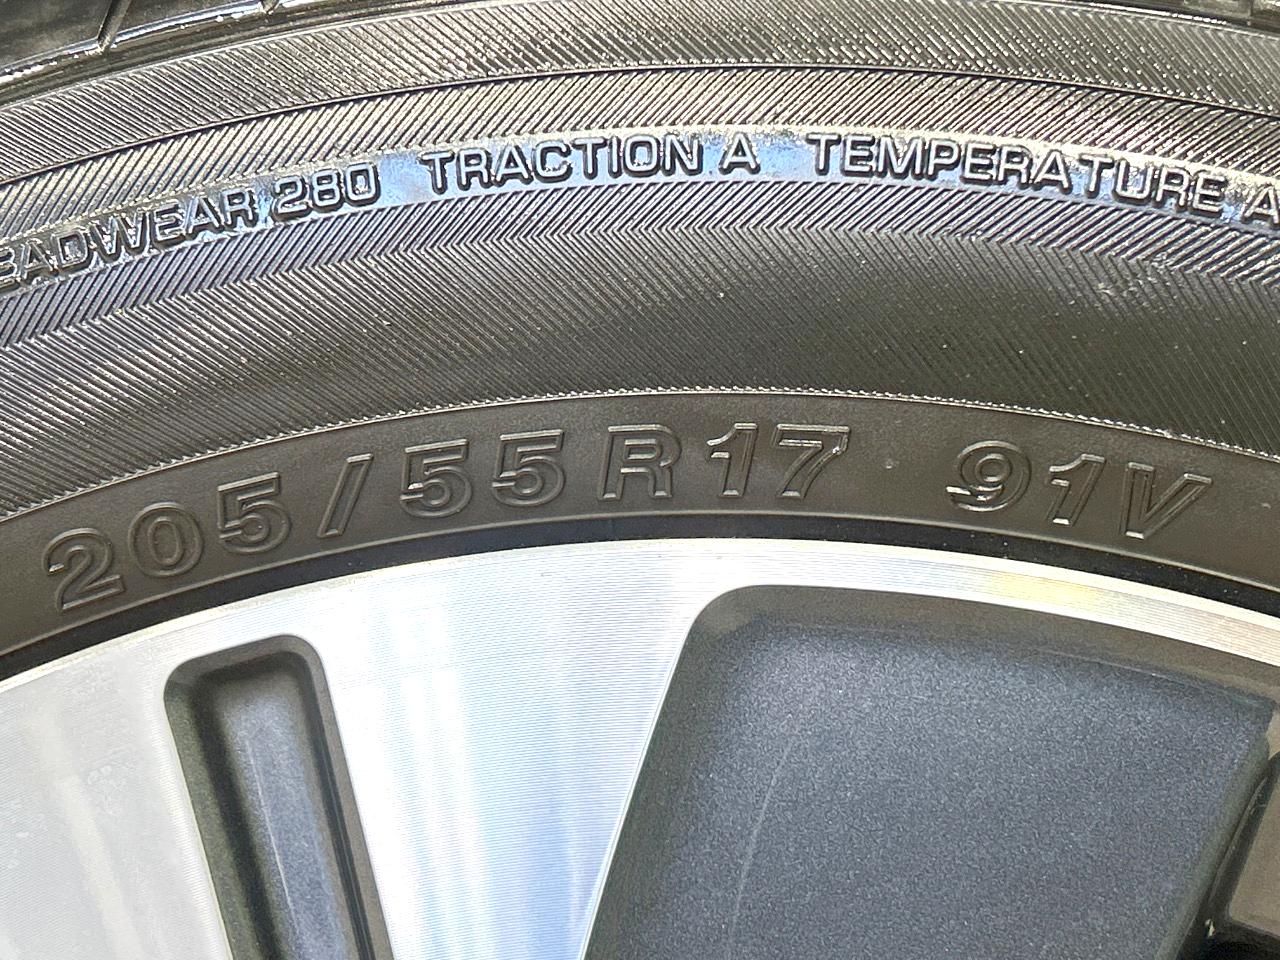 EADWEAR 280 TRACTION A TEMPERATURE A
205/55R17 91V